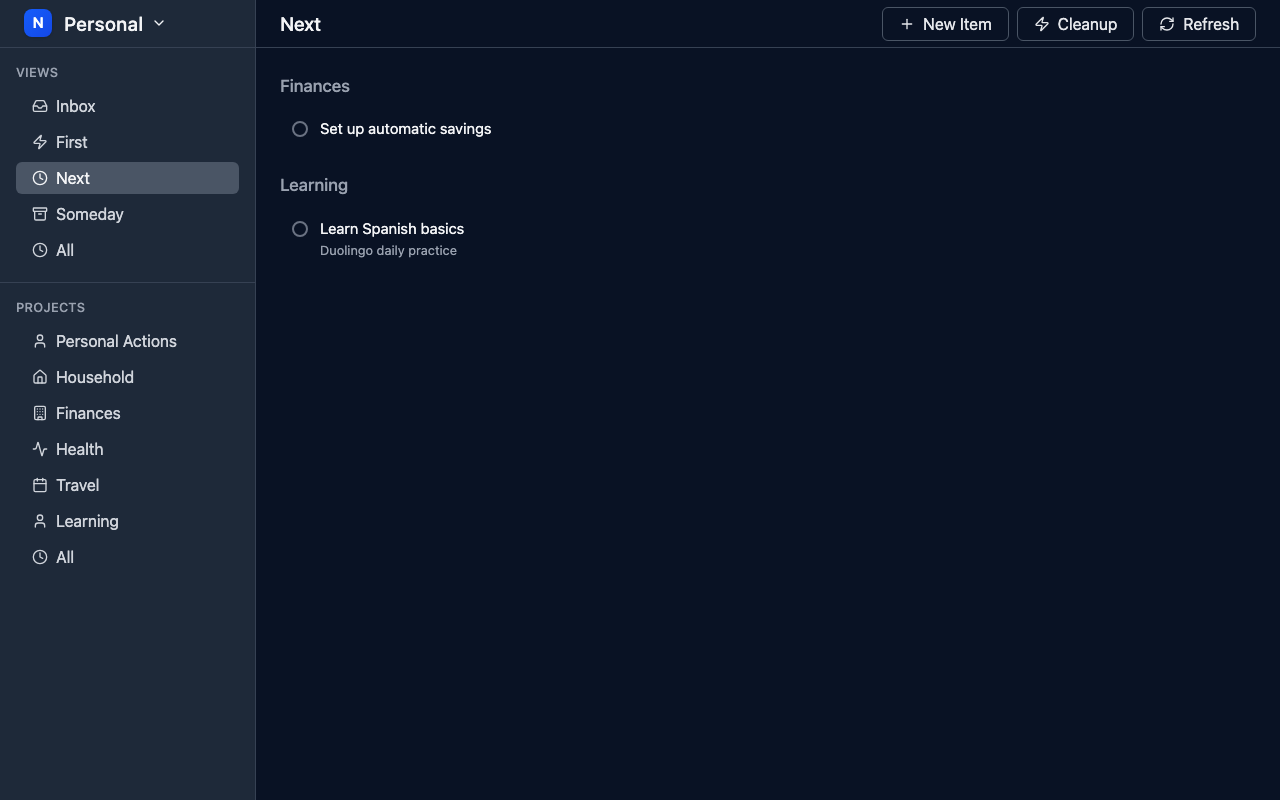 N Personal
VIEWS
Inbox
First
Next
Someday
All
PROJECTS
Personal Actions
Household
Finances
Health
Travel
Learning
All
Next
New Item
Cleanup
Refresh
Finances
Set up automatic savings
Learning
Learn Spanish basics
Duolingo daily practice